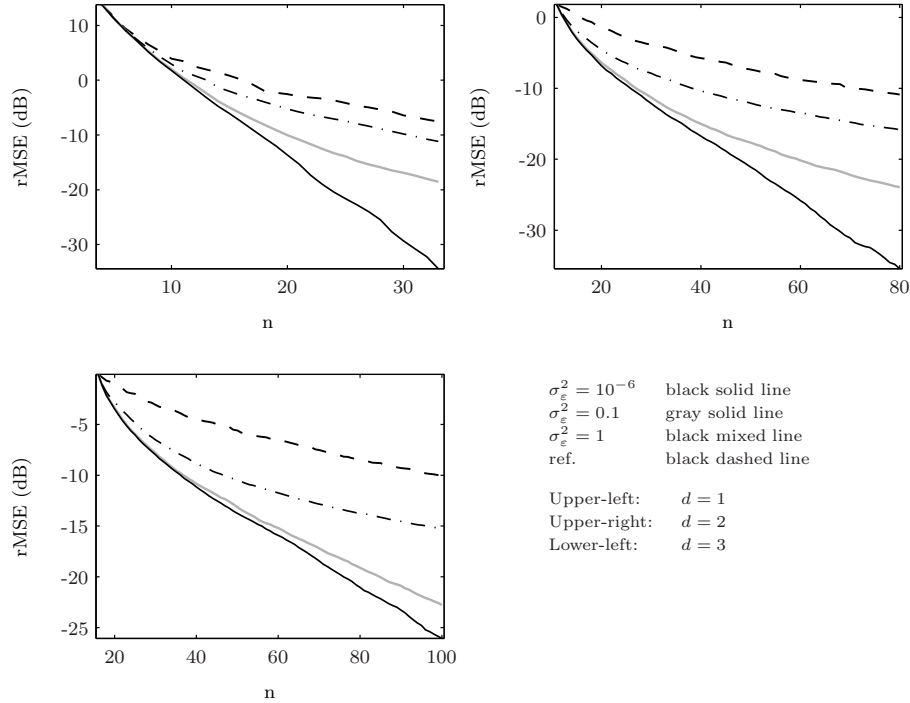 10
0
-10
-20
-30
rMSE (dB)
10 20 30
n
0
-10
-20
-30
rMSE (dB)
20 40 60 80
n
-5
-10
-15
-20
-25
rMSE (dB)
20 40 60 80 100
n
σ²_ε = 10⁻⁶ black solid line
σ²_ε = 0.1 gray solid line
σ²_ε = 1 black mixed line
ref. black dashed line
Upper-left: d = 1
Upper-right: d = 2
Lower-left: d = 3